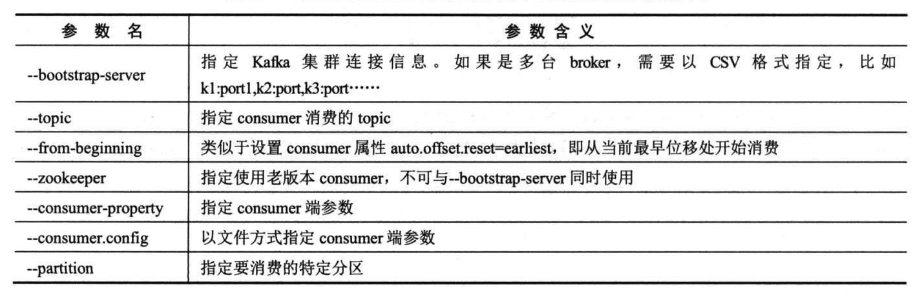 参 数 名 参 数 含 义
--bootstrap-server 指定 Kafka 集群连接信息。如果是多台 broker，需要以 CSV 格式指定，比如
k1:port1,k2:port,k3:port……
--topic 指定 consumer 消费的 topic
--from-beginning 类似于设置 consumer 属性 auto.offset.reset=earliest，即从当前最早位移处开始消费
--zookeeper 指定使用老版本 consumer，不可与--bootstrap-server 同时使用
--consumer-property 指定 consumer 端参数
--consumer.config 以文件方式指定 consumer 端参数
--partition 指定要消费的特定分区